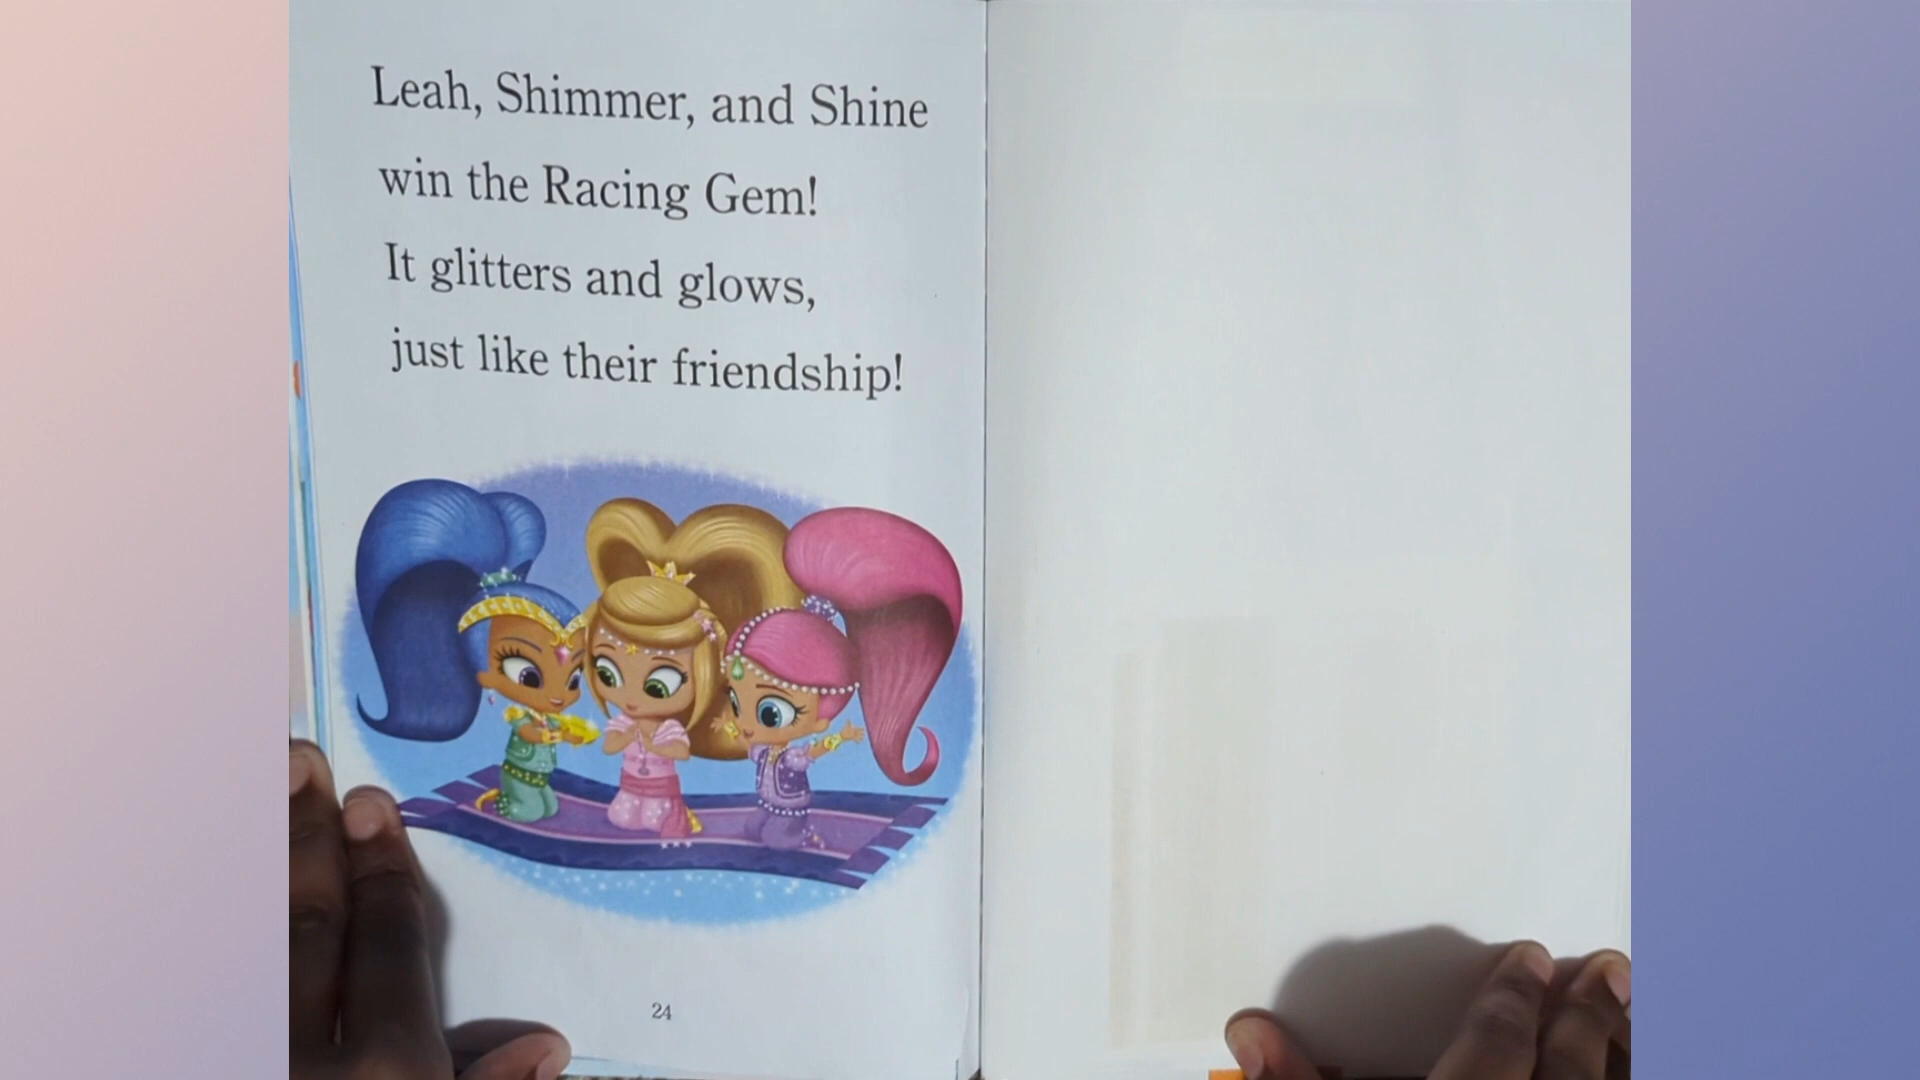 Leah, Shimmer, and Shine
win the Racing Gem!
It glitters and glows,
just like their friendship!
24